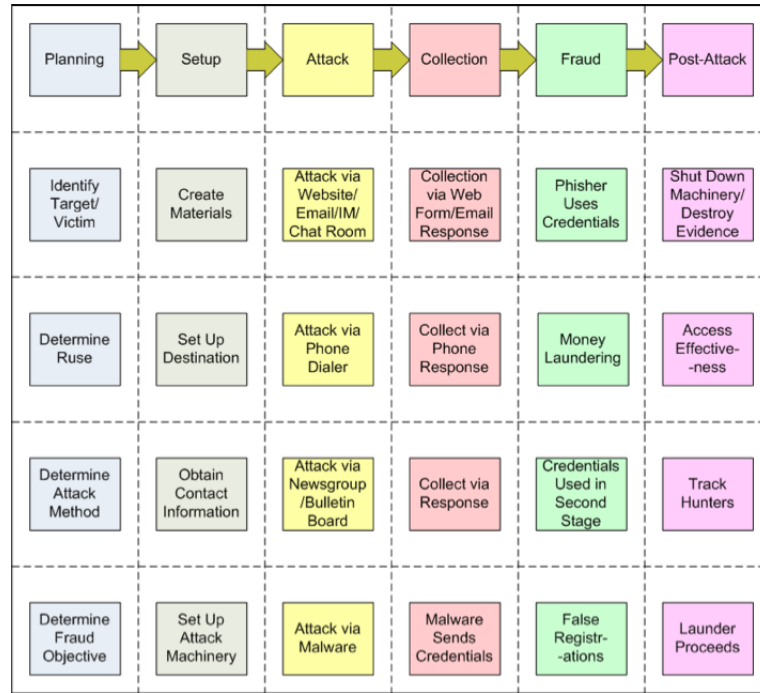 Planning
Setup
Attack
Collection
Fraud
Post-Attack
Identify
Target/
Victim
Create
Materials
Attack via
Website/
Email/IM/
Chat Room
Collection
via Web
Form/Email
Response
Phisher
Uses
Credentials
Shut Down
Machinery/
Destroy
Evidence
Determine
Ruse
Set Up
Destination
Attack via
Phone
Dialer
Collect via
Phone
Response
Money
Laundering
Access
Effective-
-ness
Determine
Attack
Method
Obtain
Contact
Information
Attack via
Newsgroup
/Bulletin
Board
Collect via
Response
Credentials
Used in
Second
Stage
Track
Hunters
Determine
Fraud
Objective
Set Up
Attack
Machinery
Attack via
Malware
Malware
Sends
Credentials
False
Registr-
-ations
Launder
Proceeds